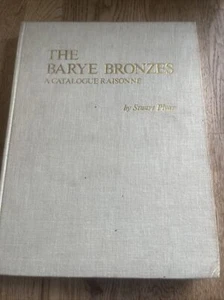 THE
BARYE BRONZES
A CATALOGUE RAISONNÉ
by Stuart Pivar